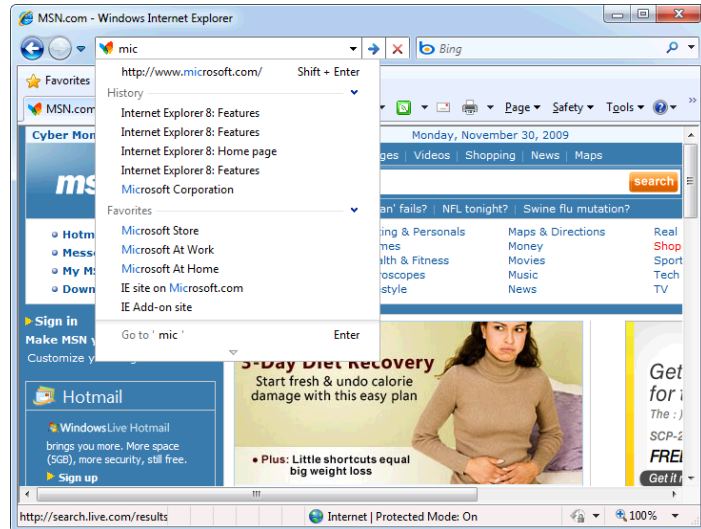 MSN.com - Windows Internet Explorer
mic
Bing
http://www.microsoft.com/ Shift + Enter
History
Internet Explorer 8: Features
Internet Explorer 8: Features
Internet Explorer 8: Home page
Internet Explorer 8: Features
Microsoft Corporation
Favorites
Microsoft Store
Microsoft At Work
Microsoft At Home
IE site on Microsoft.com
IE Add-on site
Go to ' mic ' Enter
Favorites
MSN.com
Page Safety Tools
Cyber Mon
Monday, November 30, 2009
ges | Videos | Shopping | News | Maps
ms
search
an' fails? | NFL tonight? | Swine flu mutation?
Hotm
Messe
My M
Down
ing & Personals Maps & Directions Real
mes Money Shop
alth & Fitness Movies Sport
roscopes Music Tech
style News TV
Sign in
Make MSN y
Customize y
Hotmail
WindowsLive Hotmail
brings you more. More space
(5GB), more security, still free.
Sign up
3-Day Diet Recovery
Start fresh & undo calorie
damage with this easy plan
• Plus: Little shortcuts equal
big weight loss
Get
for
The : )
SCP-2
FREE
Get it
http://search.live.com/results Internet | Protected Mode: On 100%